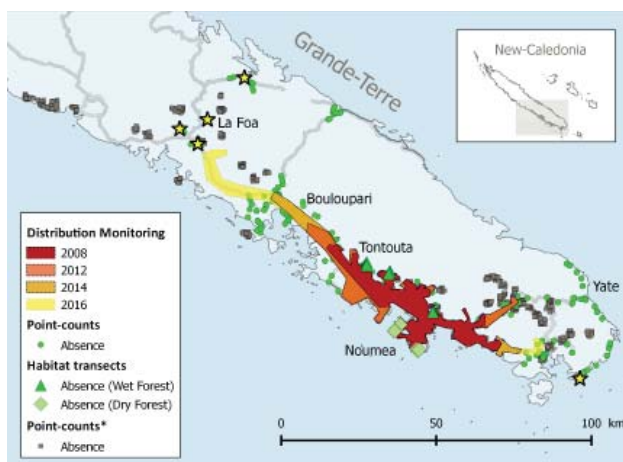 Grande-Terre
New-Caledonia
La Foa
Bouloupari
Tontouta
Yate
Noumea
Distribution Monitoring
2008
2012
2014
2016
Point-counts
Absence
Habitat transects
Absence (Wet Forest)
Absence (Dry Forest)
Point-counts*
Absence
0 50 100 km